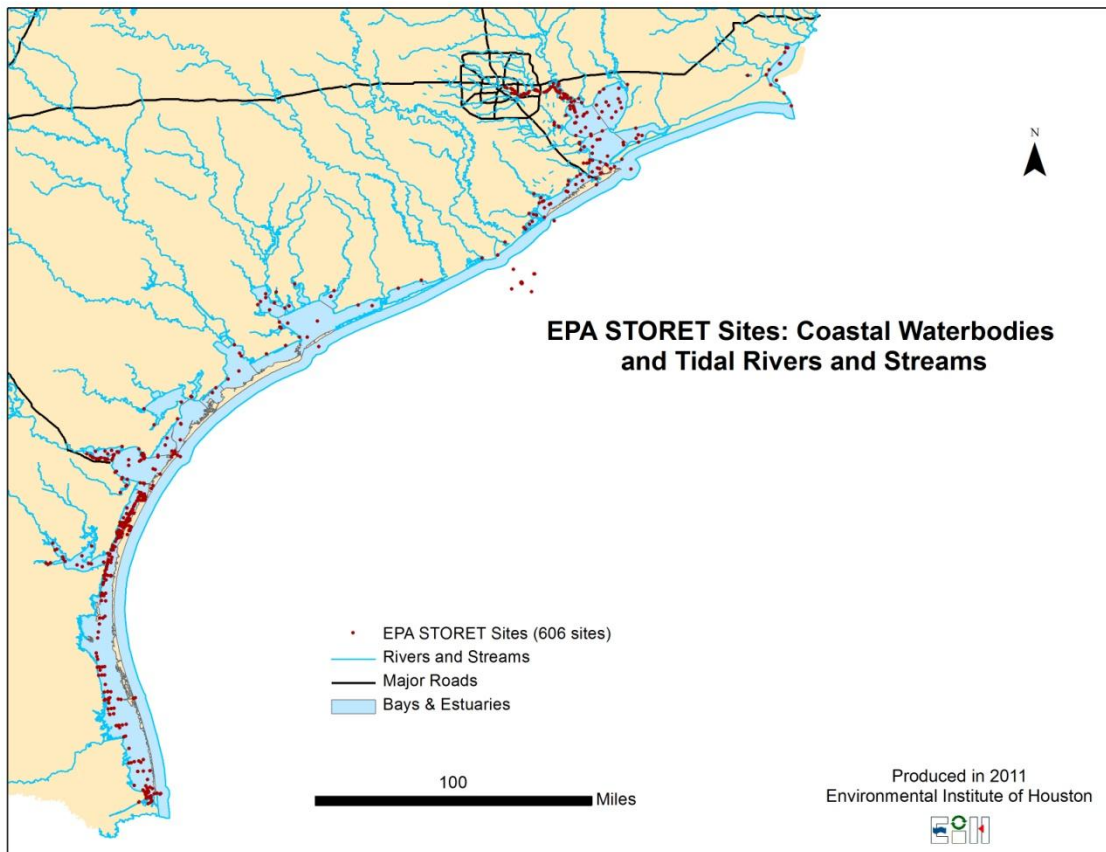 N
EPA STORET Sites: Coastal Waterbodies
and Tidal Rivers and Streams
EPA STORET Sites (606 sites)
Rivers and Streams
Major Roads
Bays & Estuaries
100
Miles
Produced in 2011
Environmental Institute of Houston
EIH